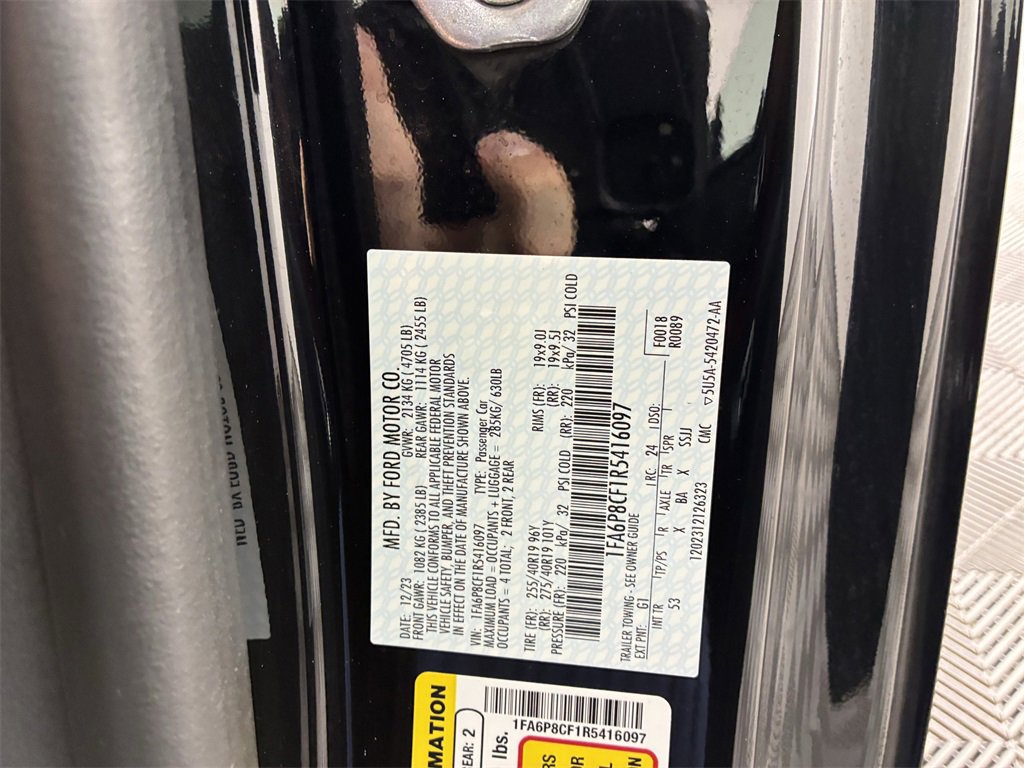 MFD. BY FORD MOTOR CO.
DATE: 12/23 GVWR: 2134 KG ( 4705 LB)
FRONT GAWR: 1082 KG ( 2385 LB) REAR GAWR: 1114 KG ( 2455 LB)
THIS VEHICLE CONFORMS TO ALL APPLICABLE FEDERAL MOTOR
VEHICLE SAFETY, BUMPER, AND THEFT PREVENTION STANDARDS
IN EFFECT ON THE DATE OF MANUFACTURE SHOWN ABOVE.
VIN: 1FA6P8CF1R5416097 TYPE: Passenger Car
MAXIMUM LOAD = OCCUPANTS + LUGGAGE = 285KG/ 630LB
OCCUPANTS = 4 TOTAL; 2 FRONT, 2 REAR
TIRE (FR): 255/40R19 96Y RIMS (FR): 19x9.0J
(RR): 275/40R19 101Y (RR): 19x9.5J
PRESSURE (FR): 220 kPa/ 32 PSI COLD (RR): 220 kPa/ 32 PSI COLD
1FA6P8CF1R5416097
F0018
R0089
TRAILER TOWING - SEE OWNER GUIDE
EXT PNT: G1 RC: 24 DSO:
INT TR TP/PS R AXLE TR SPR
53 X BA X SSJJ
1202312126323 CMC ▽5U5A-5420472-AA
MATION
REAR: 2
lbs.
1FA6P8CF1R5416097